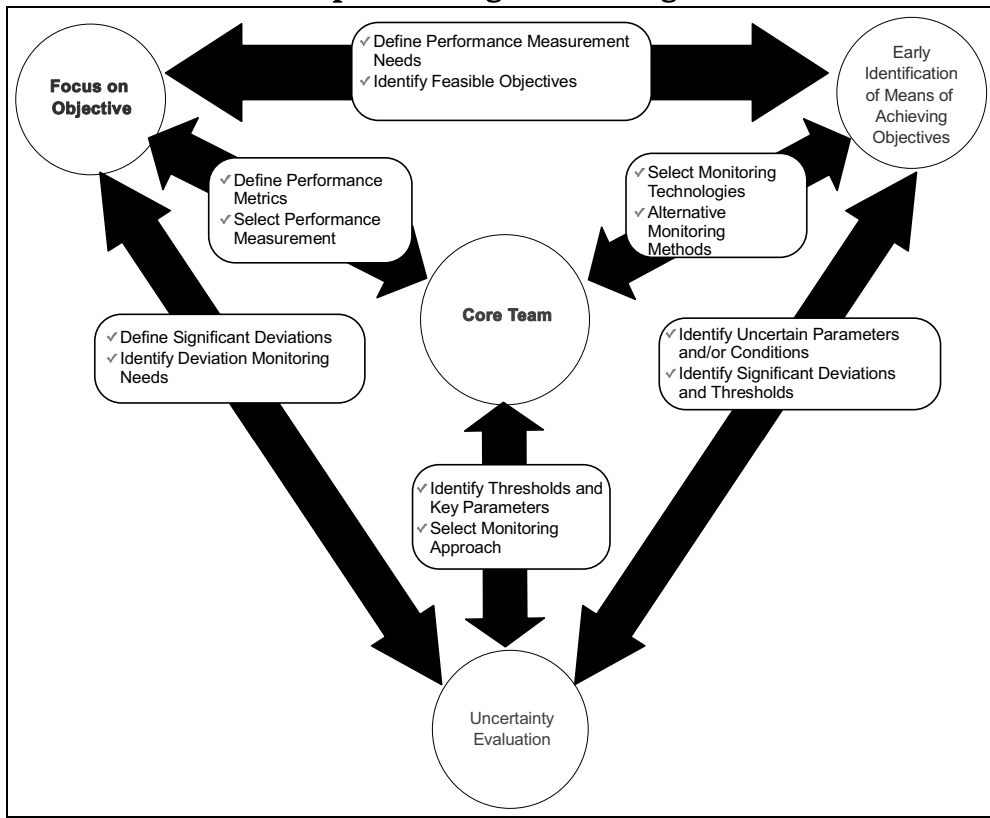 ✓Define Performance Measurement
Needs
✓Identify Feasible Objectives
Focus on
Objective
Early
Identification
of Means of
Achieving
Objectives
✓Define Performance
Metrics
✓Select Performance
Measurement
✓Select Monitoring
Technologies
✓Alternative
Monitoring
Methods
Core Team
✓Define Significant Deviations
✓Identify Deviation Monitoring
Needs
✓Identify Uncertain Parameters
and/or Conditions
✓Identify Significant Deviations
and Thresholds
✓Identify Thresholds and
Key Parameters
✓Select Monitoring
Approach
Uncertainty
Evaluation